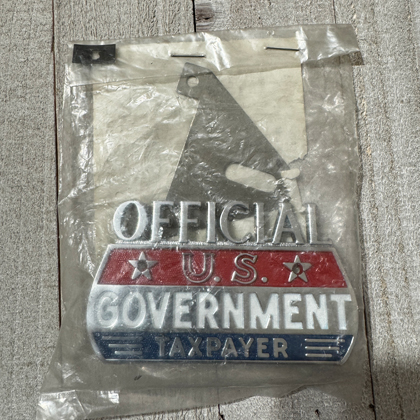 OFFICIAL
U.S.
GOVERNMENT
TAXPAYER